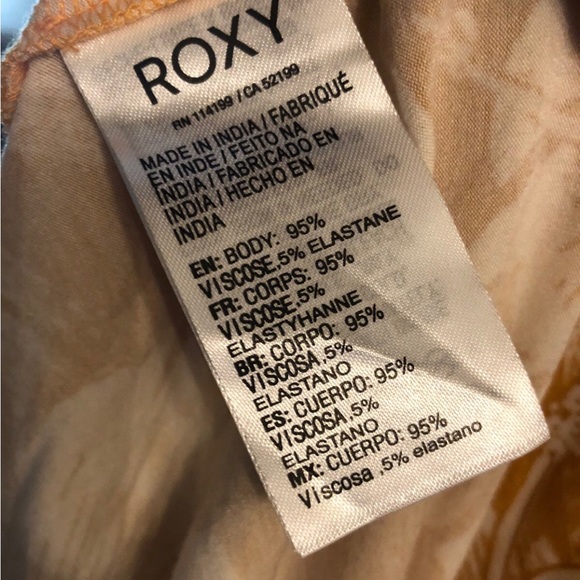 ROXY
RN 114199 / CA 52199
MADE IN INDIA / FABRIQUÉ
EN INDE / FEITO NA
INDIA / FABRICADO EN
INDIA / HECHO EN
INDIA
EN: BODY: 95%
VISCOSE,5% ELASTANE
FR: CORPS: 95%
VISCOSE,5%
ELASTYHANNE
BR: CORPO: 95%
VISCOSA,5%
ELASTANO
ES: CUERPO: 95%
VISCOSA,5%
ELASTANO
MX: CUERPO: 95%
Viscosa ,5% elastano